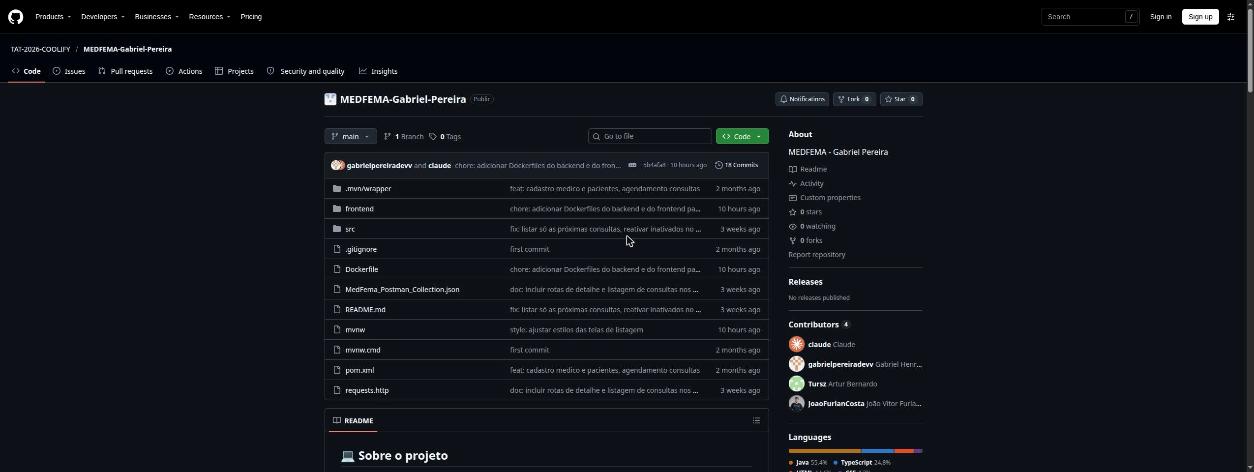 Products Developers Businesses Resources Pricing Search / Sign in Sign up
TAT-2026-COOLIFY / MEDFEMA-Gabriel-Pereira
Code Issues Pull requests Actions Projects Security and quality Insights
MEDFEMA-Gabriel-Pereira Public
Notifications Fork 0 Star 0
main 1 Branch 0 Tags Go to file Code
gabrielpereiradevv and claude chore: adicionar Dockerfiles do backend e do fron... 5b4afa8 · 10 hours ago 18 Commits
.mvn/wrapper feat: cadastro medico e pacientes, agendamento consultas 2 months ago
frontend chore: adicionar Dockerfiles do backend e do frontend pa... 10 hours ago
src fix: listar só as próximas consultas, reativar inativados no ... 3 weeks ago
.gitignore first commit 2 months ago
Dockerfile chore: adicionar Dockerfiles do backend e do frontend pa... 10 hours ago
MedFema_Postman_Collection.json doc: incluir rotas de detalhe e listagem de consultas nos ... 3 weeks ago
README.md fix: listar só as próximas consultas, reativar inativados no ... 3 weeks ago
mvnw style: ajustar estilos das telas de listagem 10 hours ago
mvnw.cmd first commit 2 months ago
pom.xml feat: cadastro medico e pacientes, agendamento consultas 2 months ago
requests.http doc: incluir rotas de detalhe e listagem de consultas nos ... 3 weeks ago
README
Sobre o projeto
About
MEDFEMA - Gabriel Pereira
Readme
Activity
Custom properties
0 stars
0 watching
0 forks
Report repository
Releases
No releases published
Contributors 4
claude Claude
gabrielpereiradevv Gabriel Henr...
Tursz Artur Bernardo
JoaoFurlanCosta João Vitor Furla...
Languages
Java 55.4% TypeScript 24.8%